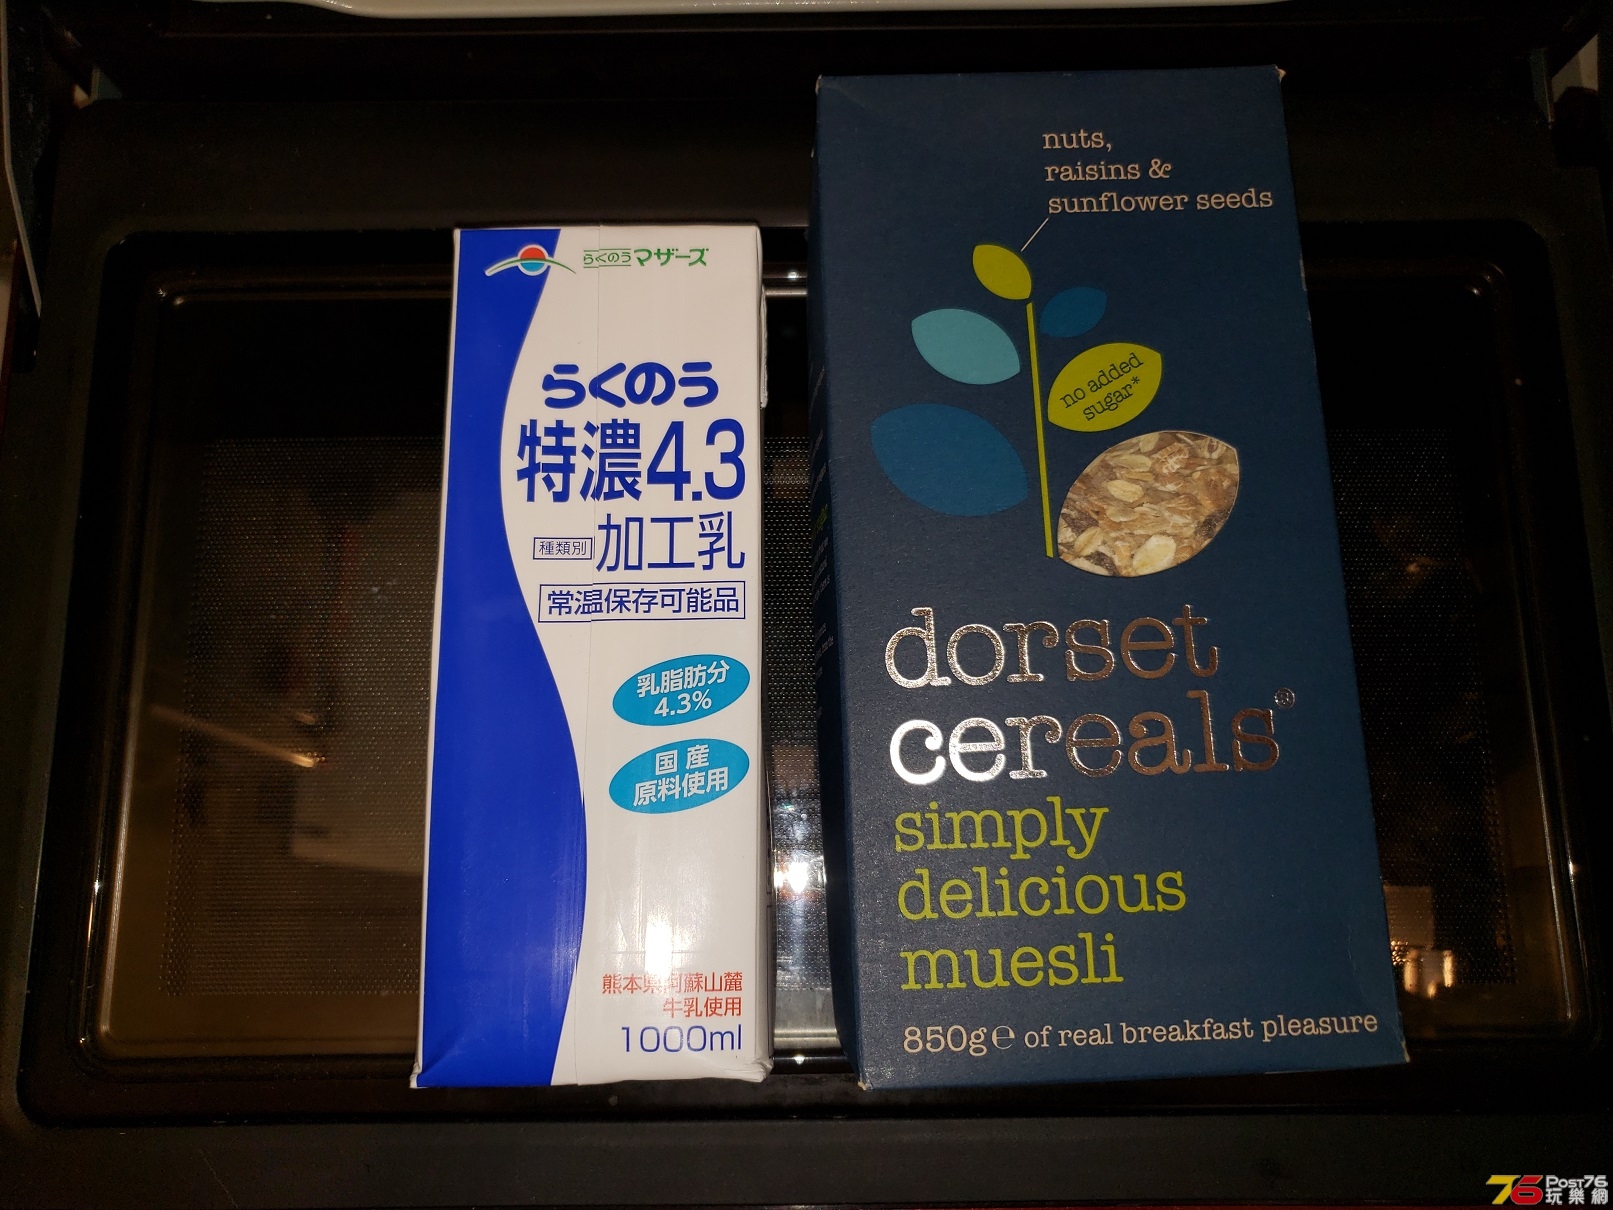 らくのうマザーズ
らくのう
特濃4.3
種類別 加工乳
常温保存可能品
乳脂肪分
4.3%
国産
原料使用
熊本県阿蘇山麓
牛乳使用
1000ml
nuts,
raisins &
sunflower seeds
no added
sugar*
dorset
cereals®
simply
delicious
muesli
850g℮ of real breakfast pleasure
76 Post76
玩樂網